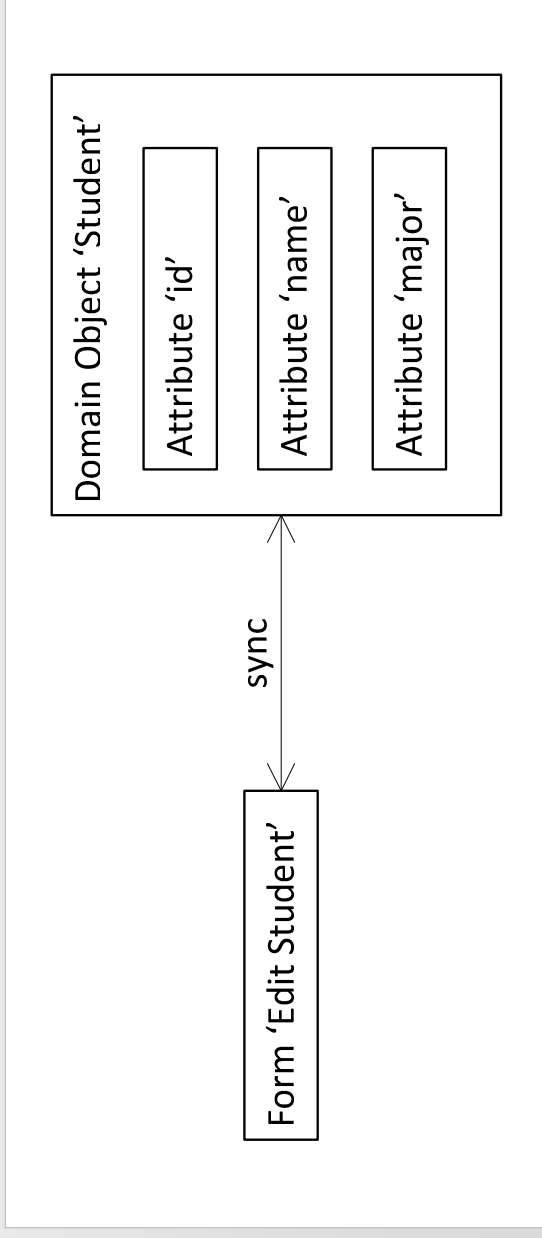 Domain Object ‘Student’
Attribute ‘id’
Attribute ‘name’
Attribute ‘major’
sync
Form ‘Edit Student’